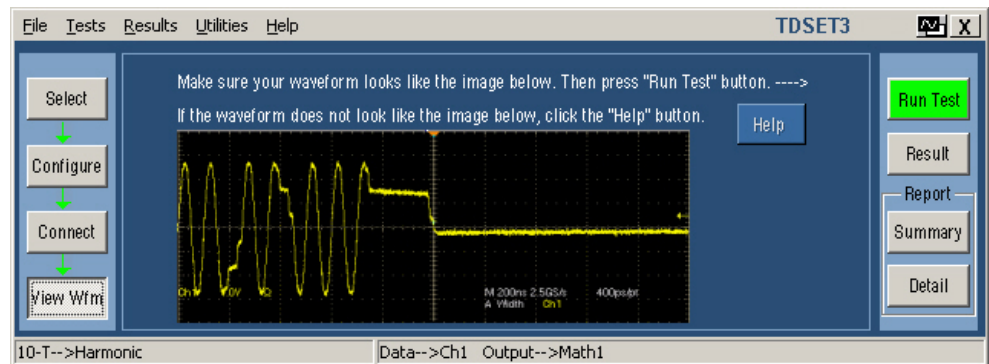 File Tests Results Utilities Help TDSET3 X
Select
Configure
Connect
View Wfm
Make sure your waveform looks like the image below. Then press "Run Test" button. ---->
If the waveform does not look like the image below, click the "Help" button.
Help
M 200ns 2.5GS/s 400ps/pt
A Width Ch1
Run Test
Result
Report
Summary
Detail
10-T-->Harmonic Data-->Ch1 Output-->Math1